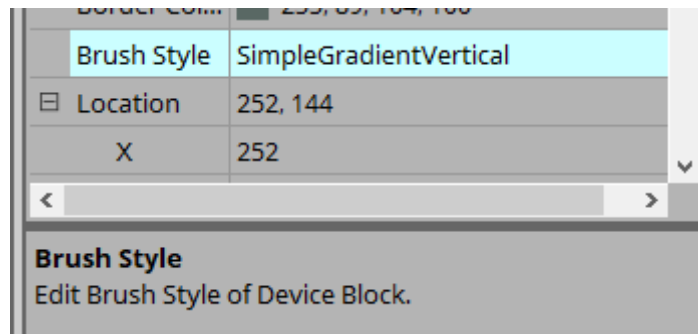 Brush Style SimpleGradientVertical
Location 252, 144
X 252
Brush Style
Edit Brush Style of Device Block.